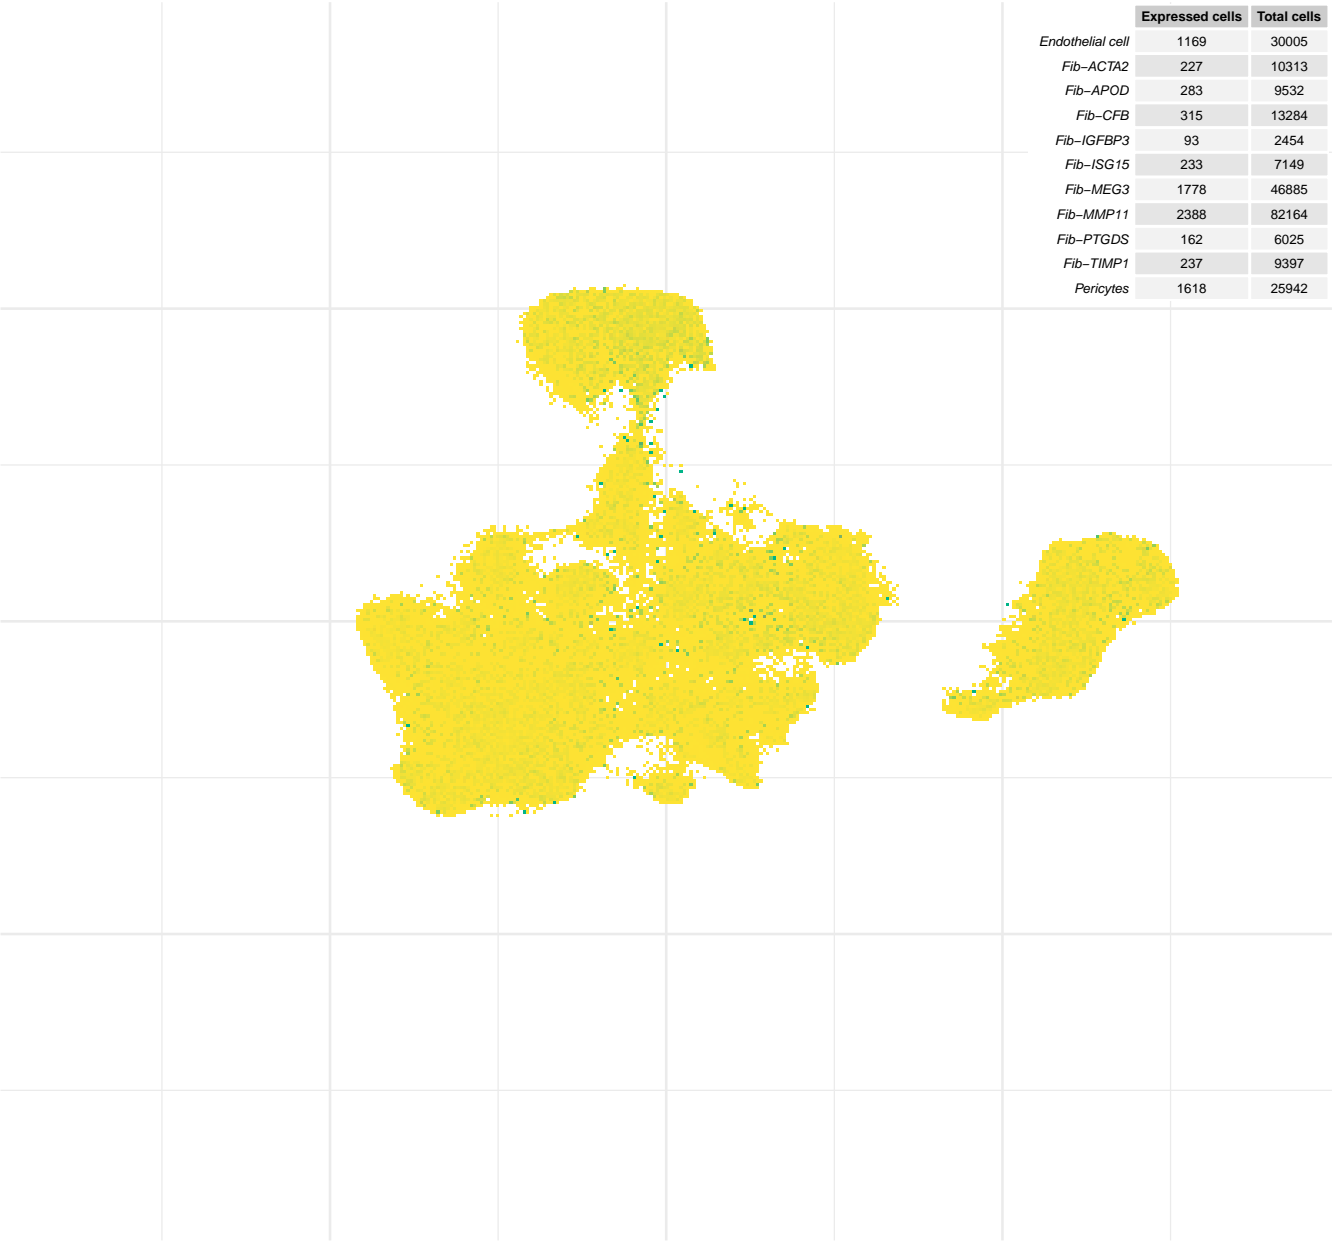 Expressed cells Total cells
Endothelial cell 1169 30005
Fib−ACTA2 227 10313
Fib−APOD 283 9532
Fib−CFB 315 13284
Fib−IGFBP3 93 2454
Fib−ISG15 233 7149
Fib−MEG3 1778 46885
Fib−MMP11 2388 82164
Fib−PTGDS 162 6025
Fib−TIMP1 237 9397
Pericytes 1618 25942